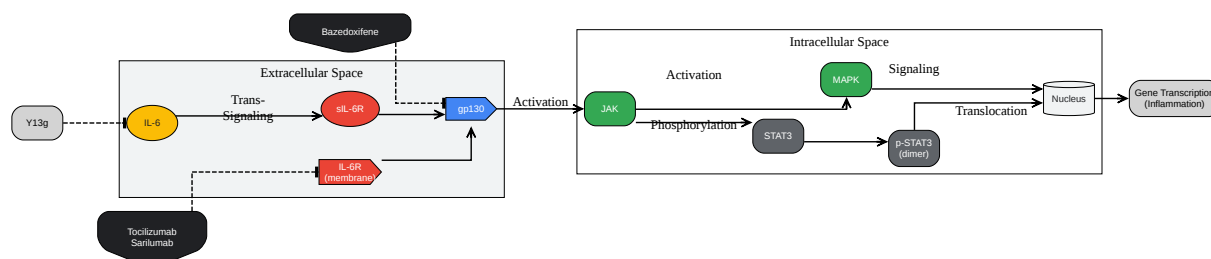 Bazedoxifene
Extracellular Space
Intracellular Space
Y13g
IL-6
Trans-
Signaling
sIL-6R
gp130
Activation
JAK
Activation
Phosphorylation
MAPK
Signaling
STAT3
p-STAT3
(dimer)
Translocation
Nucleus
Gene Transcription
(Inflammation)
IL-6R
(membrane)
Tocilizumab
Sarilumab